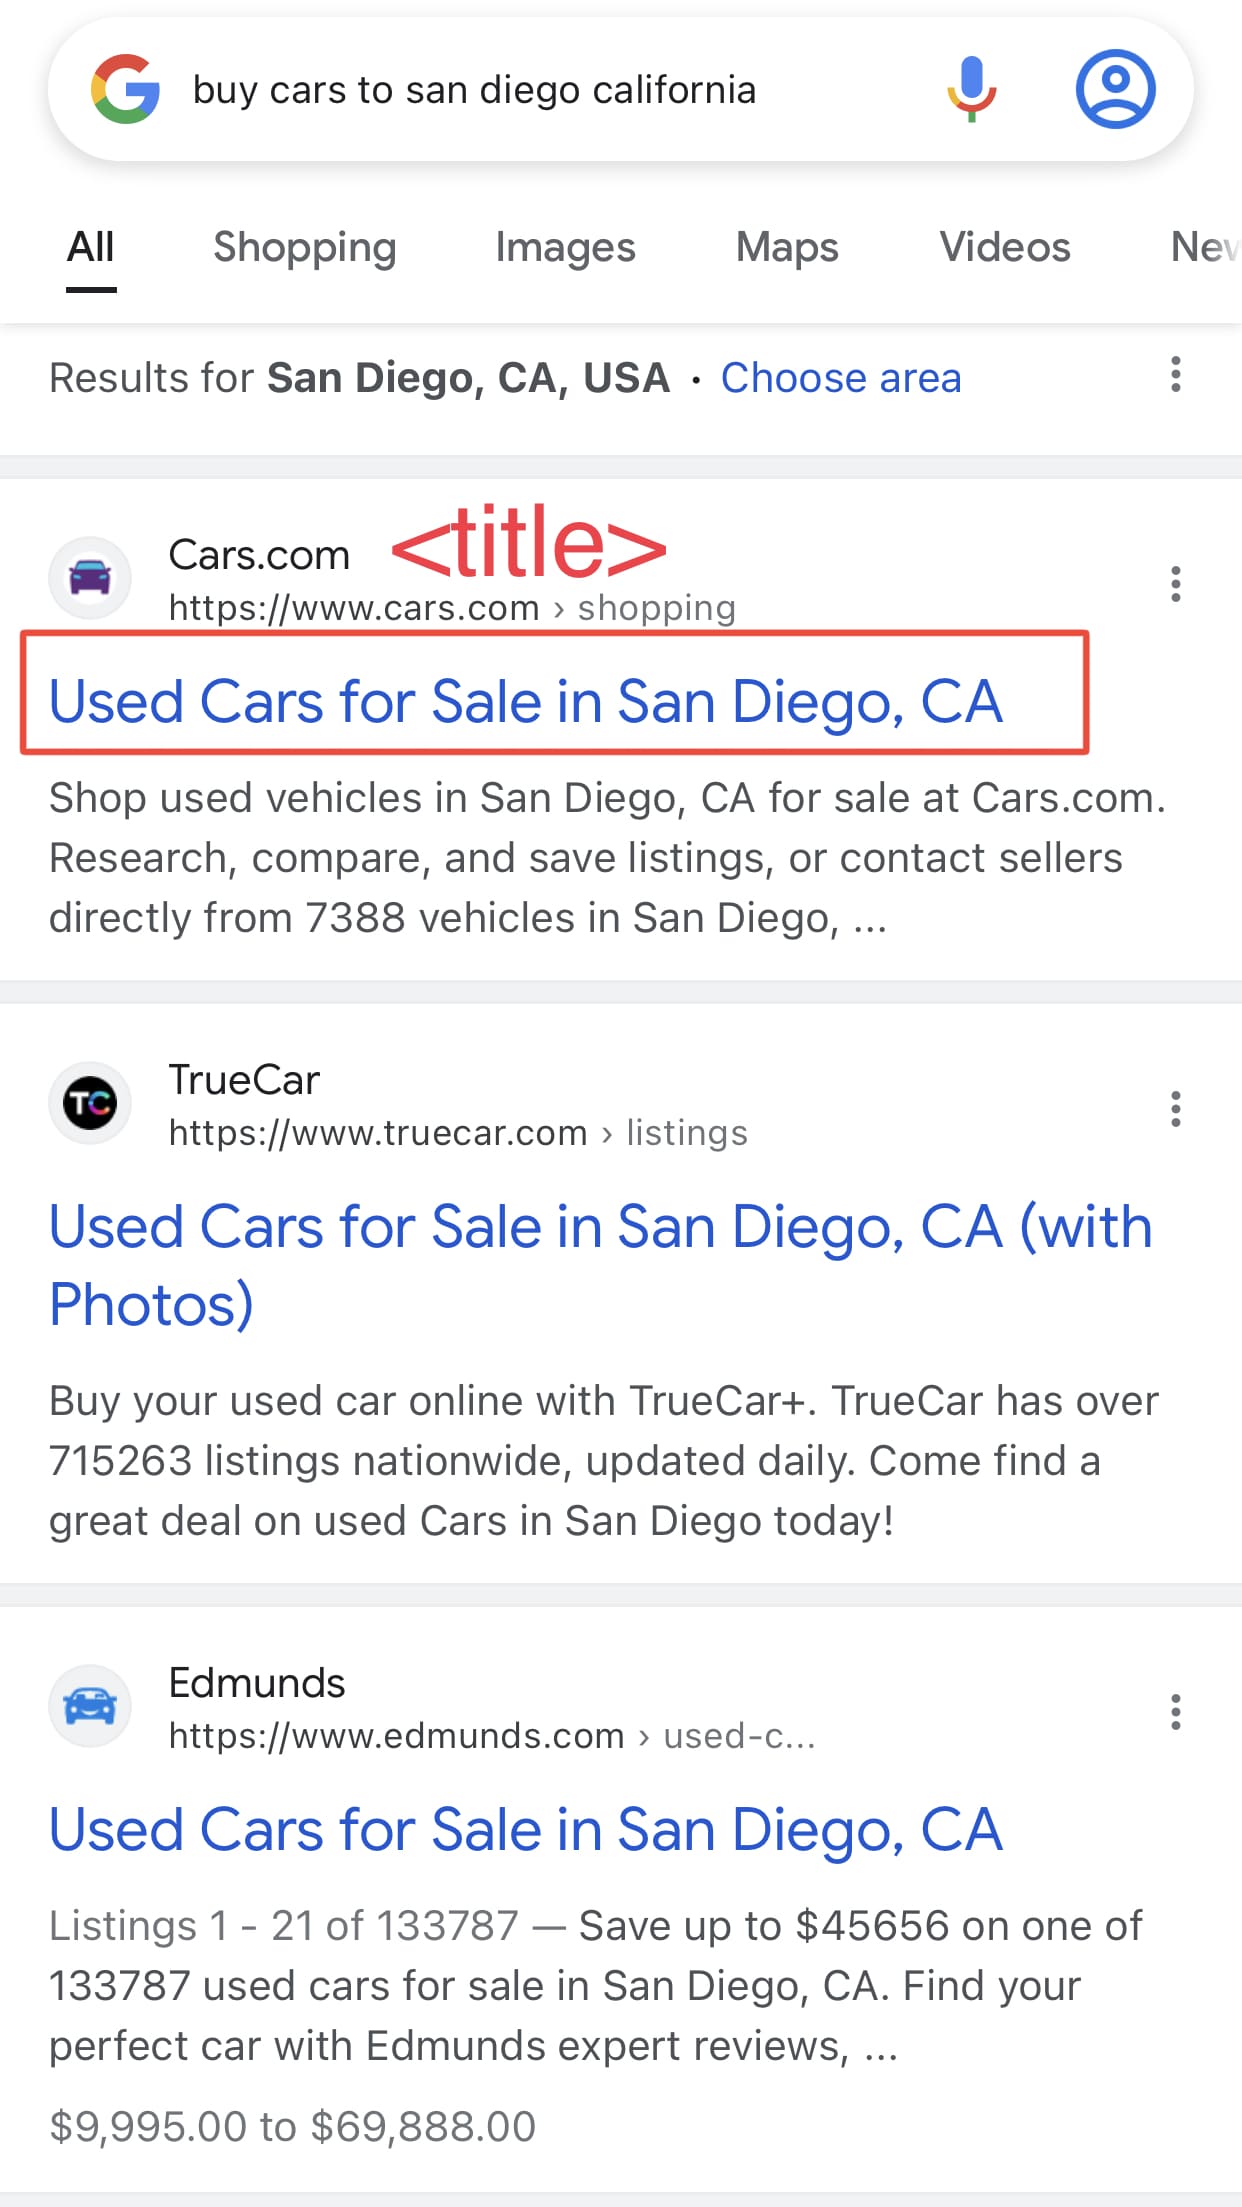 buy cars to san diego california
All Shopping Images Maps Videos New
Results for San Diego, CA, USA · Choose area
Cars.com <title>
https://www.cars.com › shopping
Used Cars for Sale in San Diego, CA
Shop used vehicles in San Diego, CA for sale at Cars.com.
Research, compare, and save listings, or contact sellers
directly from 7388 vehicles in San Diego, ...
TC
TrueCar
https://www.truecar.com › listings
Used Cars for Sale in San Diego, CA (with
Photos)
Buy your used car online with TrueCar+. TrueCar has over
715263 listings nationwide, updated daily. Come find a
great deal on used Cars in San Diego today!
Edmunds
https://www.edmunds.com › used-c...
Used Cars for Sale in San Diego, CA
Listings 1 - 21 of 133787 — Save up to $45656 on one of
133787 used cars for sale in San Diego, CA. Find your
perfect car with Edmunds expert reviews, ...
$9,995.00 to $69,888.00